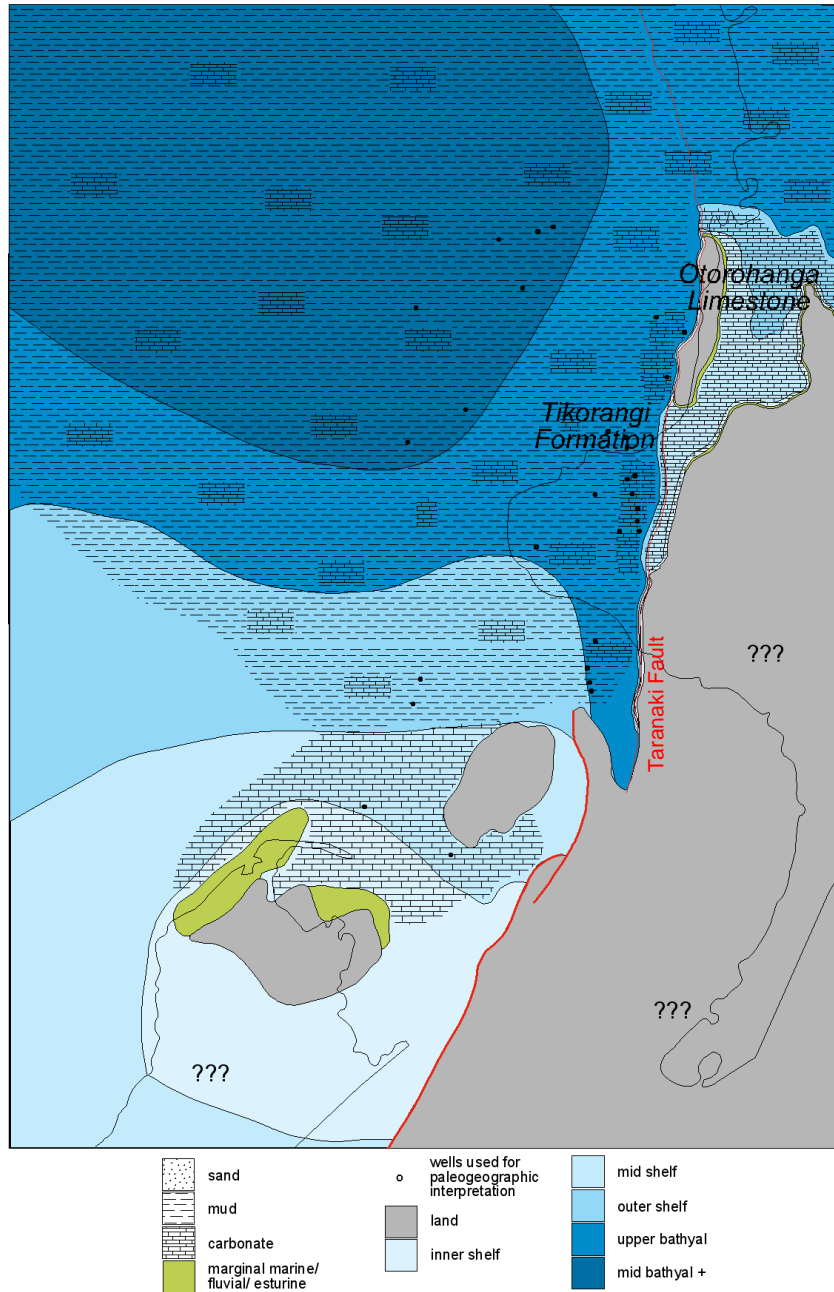 Otorohanga
Limestone
Tikorangi
Formation
Taranaki Fault
???
???
???
sand
mud
carbonate
marginal marine/
fluvial/ esturine
wells used for
paleogeographic
interpretation
land
inner shelf
mid shelf
outer shelf
upper bathyal
mid bathyal +